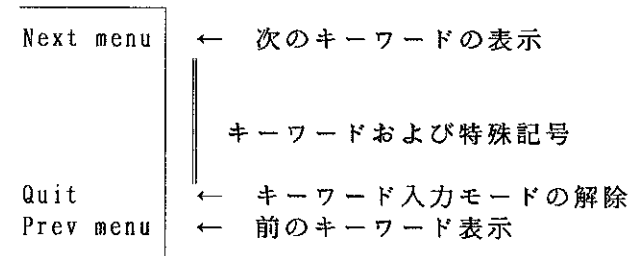 Next menu ← 次のキーワードの表示
キーワードおよび特殊記号
Quit ← キーワード入力モードの解除
Prev menu ← 前のキーワード表示